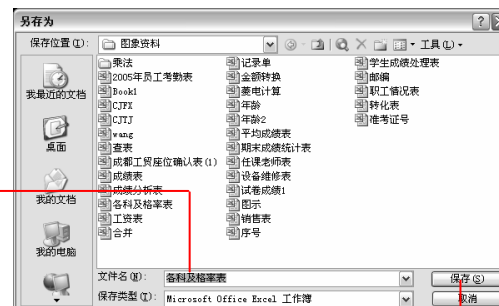 另存为
保存位置(I): 图象资料 工具(L)
乘法
2005年员工考勤表
Book1
CJFX
CJTJ
wang
查表
成都工贸座位确认表(1)
成绩表
成绩分析表
各科及格率表
工资表
合并
记录单
金额转换
菱电计算
年龄
年龄2
平均成绩表
期末成绩统计表
任课老师表
设备维修表
试卷成绩1
图示
销售表
序号
学生成绩处理表
邮编
职工情况表
转化表
准考证号
我最近的文档
桌面
我的文档
我的电脑
文件名(N): 各科及格率表 保存(S)
保存类型(T): Microsoft Office Excel 工作簿 取消